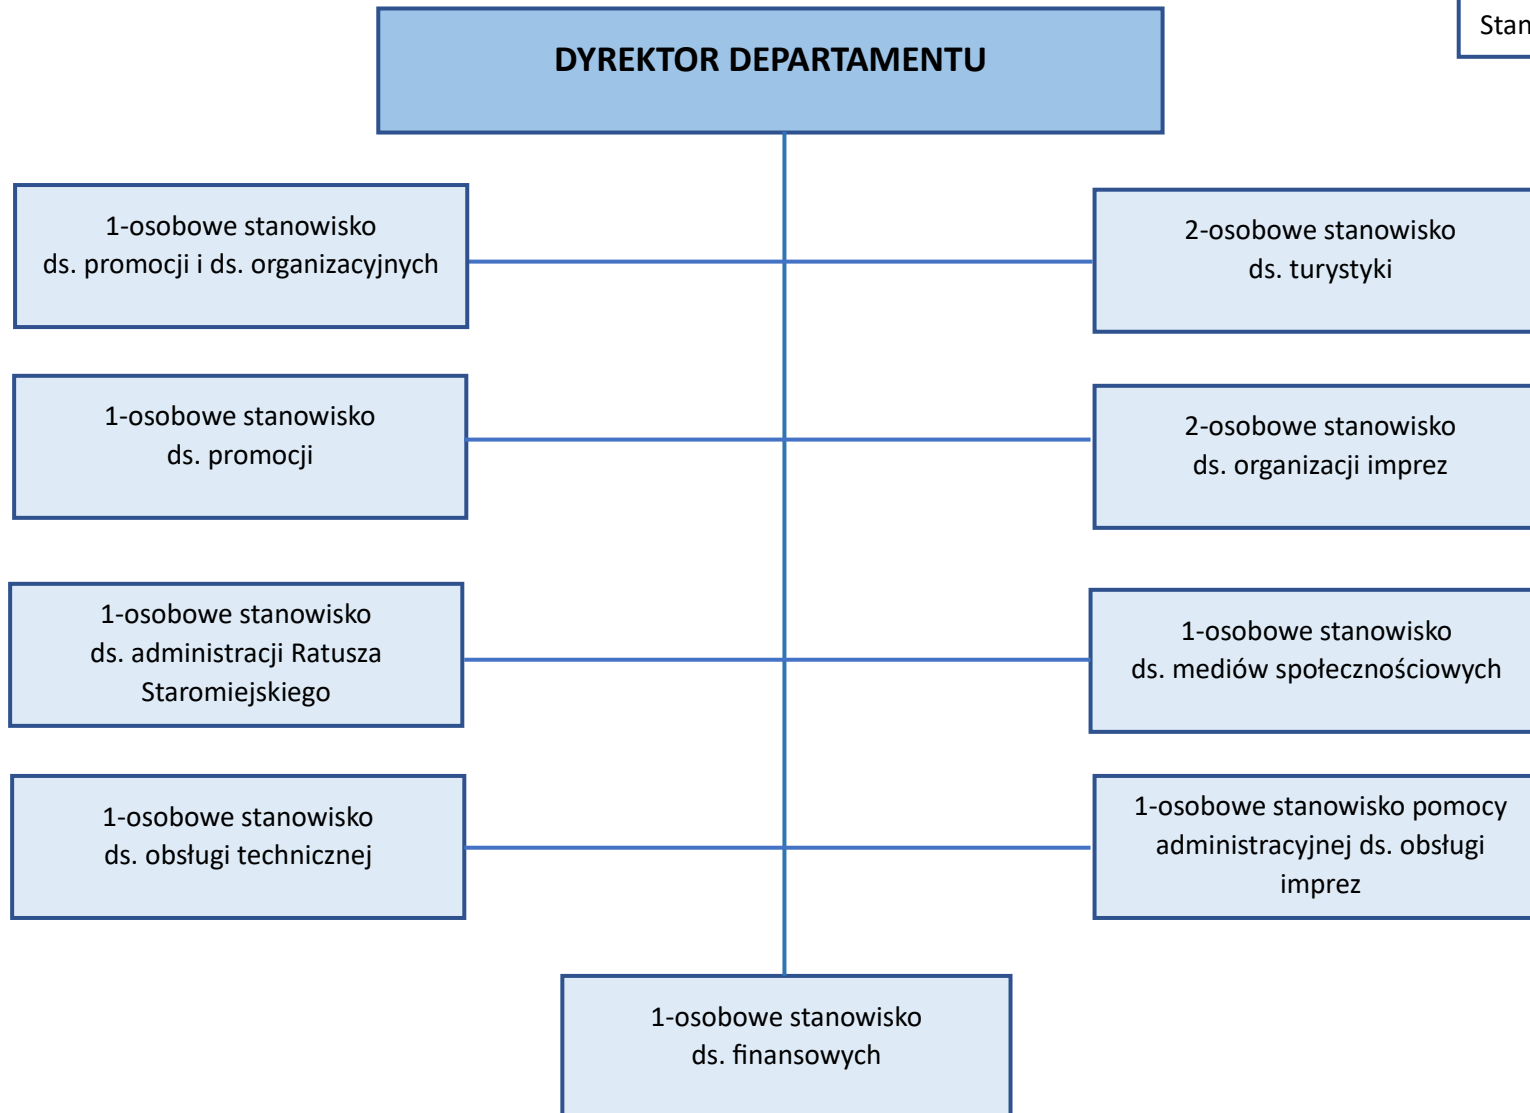 DYREKTOR DEPARTAMENTU
1-osobowe stanowisko
ds. promocji i ds. organizacyjnych
2-osobowe stanowisko
ds. turystyki
1-osobowe stanowisko
ds. promocji
2-osobowe stanowisko
ds. organizacji imprez
1-osobowe stanowisko
ds. administracji Ratusza
Staromiejskiego
1-osobowe stanowisko
ds. mediów społecznościowych
1-osobowe stanowisko
ds. obsługi technicznej
1-osobowe stanowisko pomocy
administracyjnej ds. obsługi
imprez
1-osobowe stanowisko
ds. finansowych